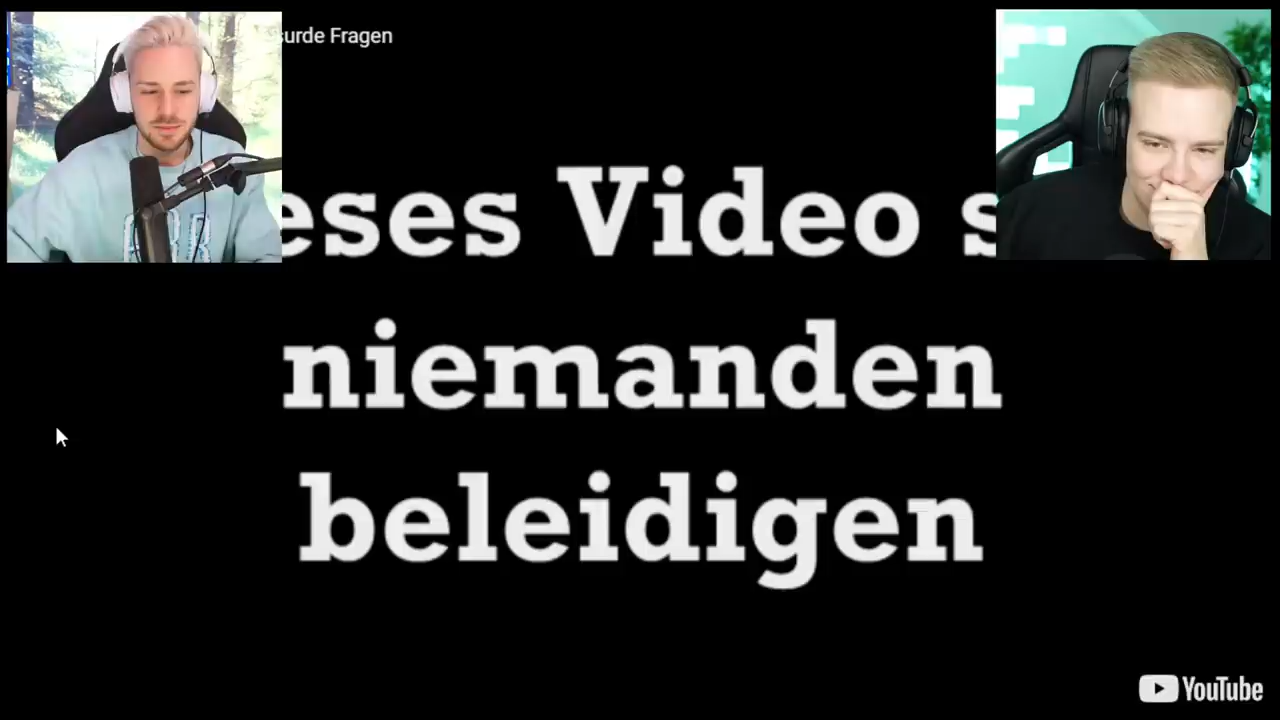 surde Fragen
eses Video s
niemanden
beleidigen
YouTube